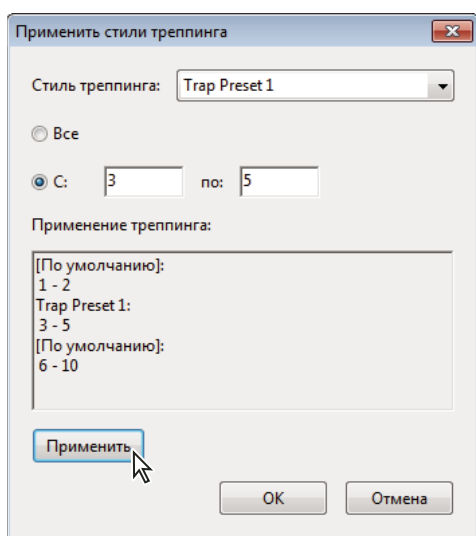 Применить стили треппинга
Стиль треппинга: Trap Preset 1
Все
С: 3 по: 5
Применение треппинга:
[По умолчанию]:
1 - 2
Trap Preset 1:
3 - 5
[По умолчанию]:
6 - 10
Применить
OK Отмена